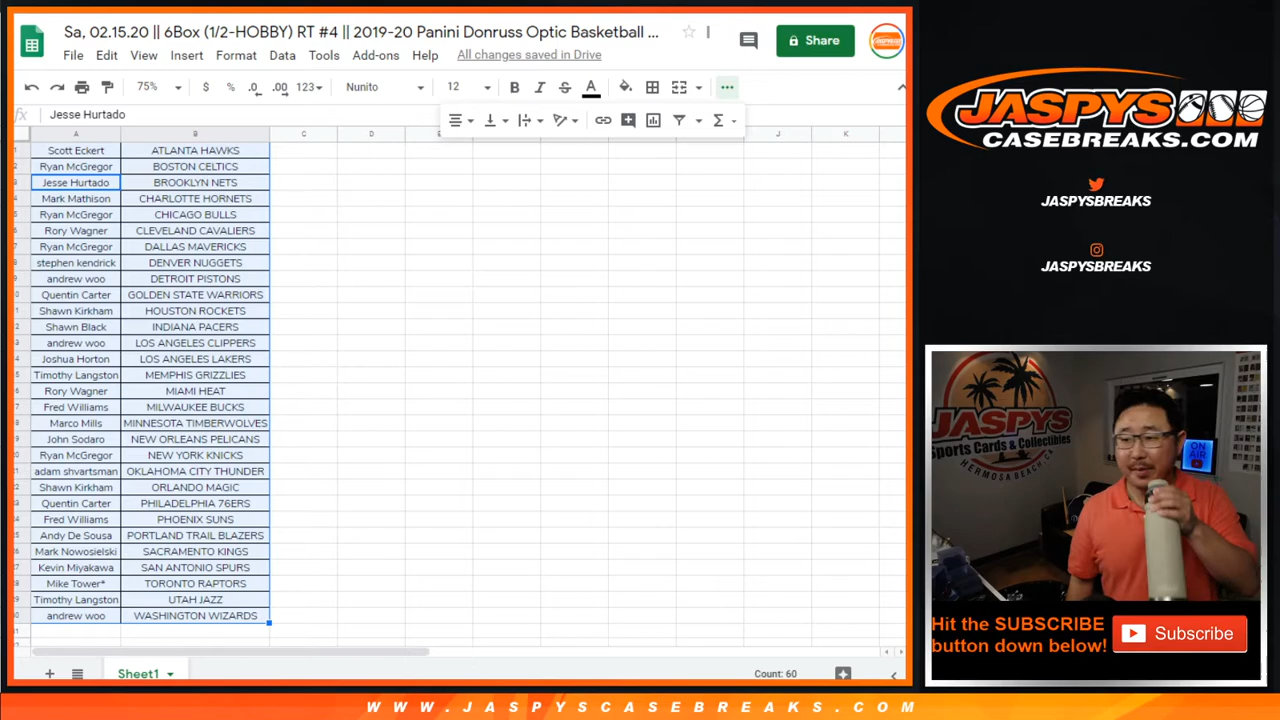 Sa, 02.15.20 || 6Box (1/2-HOBBY) RT #4 || 2019-20 Panini Donruss Optic Basketball ...
File Edit View Insert Format Data Tools Add-ons Help All changes saved in Drive
Share
75% $ % .0 .00 123 Nunito 12 B I S A
fx Jesse Hurtado
A B C D E J K
Scott Eckert ATLANTA HAWKS
Ryan McGregor BOSTON CELTICS
Jesse Hurtado BROOKLYN NETS
Mark Mathison CHARLOTTE HORNETS
Ryan McGregor CHICAGO BULLS
Rory Wagner CLEVELAND CAVALIERS
Ryan McGregor DALLAS MAVERICKS
stephen kendrick DENVER NUGGETS
andrew woo DETROIT PISTONS
Quentin Carter GOLDEN STATE WARRIORS
Shawn Kirkham HOUSTON ROCKETS
Shawn Black INDIANA PACERS
andrew woo LOS ANGELES CLIPPERS
Joshua Horton LOS ANGELES LAKERS
Timothy Langston MEMPHIS GRIZZLIES
Rory Wagner MIAMI HEAT
Fred Williams MILWAUKEE BUCKS
Marco Mills MINNESOTA TIMBERWOLVES
John Sodaro NEW ORLEANS PELICANS
Ryan McGregor NEW YORK KNICKS
adam shvartsman OKLAHOMA CITY THUNDER
Shawn Kirkham ORLANDO MAGIC
Quentin Carter PHILADELPHIA 76ERS
Fred Williams PHOENIX SUNS
Andy De Sousa PORTLAND TRAIL BLAZERS
Mark Nowosielski SACRAMENTO KINGS
Kevin Miyakawa SAN ANTONIO SPURS
Mike Tower* TORONTO RAPTORS
Timothy Langston UTAH JAZZ
andrew woo WASHINGTON WIZARDS
Sheet1
Count: 60
JASPYS
CASEBREAKS.COM
JASPYSBREAKS
JASPYSBREAKS
JASPYS
Sports Cards & Collectibles
HERMOSA BEACH, CA
ON
AIR
Hit the SUBSCRIBE
button down below!
Subscribe
WWW.JASPYSCASEBREAKS.COM